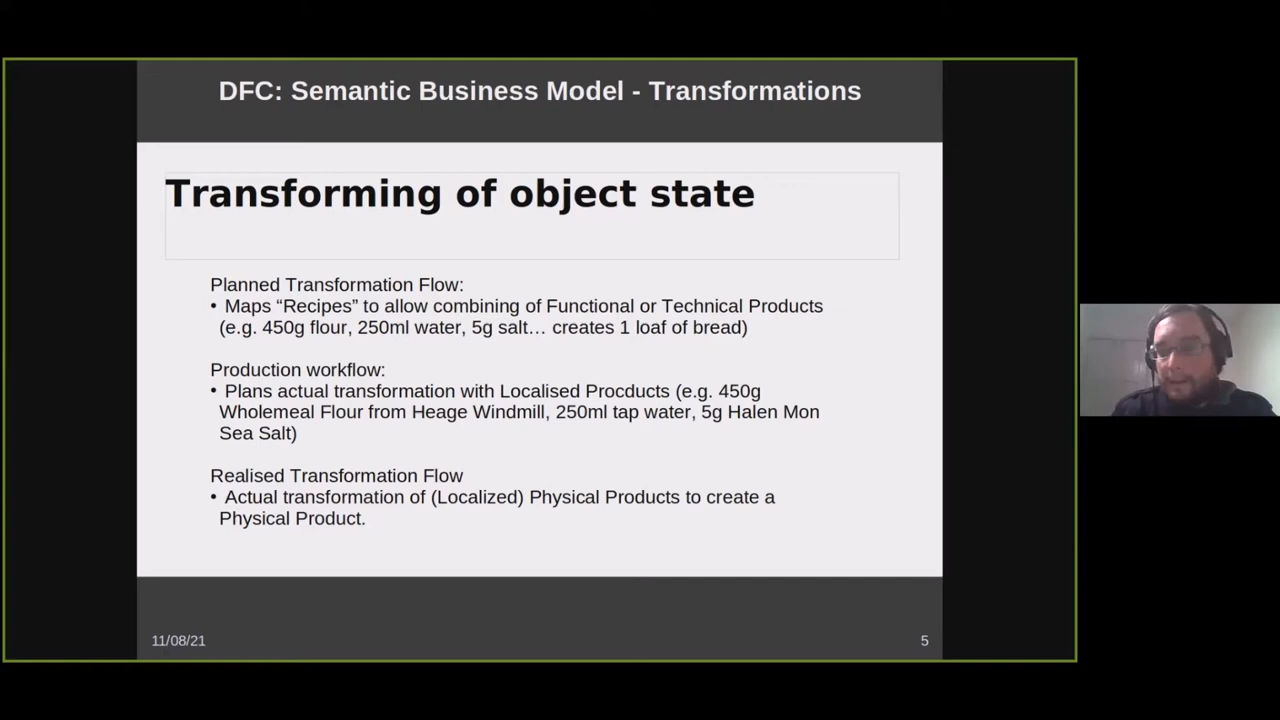 DFC: Semantic Business Model - Transformations
Transforming of object state
Planned Transformation Flow:
• Maps “Recipes” to allow combining of Functional or Technical Products
(e.g. 450g flour, 250ml water, 5g salt… creates 1 loaf of bread)
Production workflow:
• Plans actual transformation with Localised Procducts (e.g. 450g
Wholemeal Flour from Heage Windmill, 250ml tap water, 5g Halen Mon
Sea Salt)
Realised Transformation Flow
• Actual transformation of (Localized) Physical Products to create a
Physical Product.
11/08/21
5